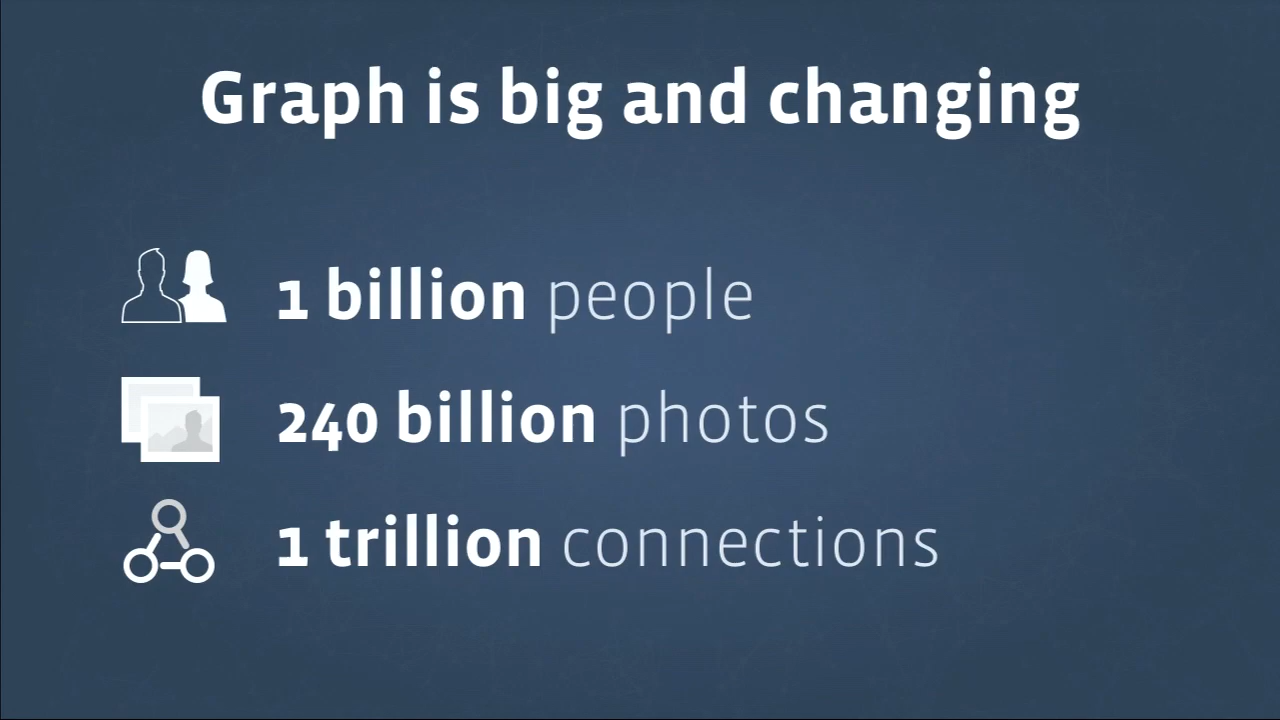 Graph is big and changing
1 billion people
240 billion photos
1 trillion connections